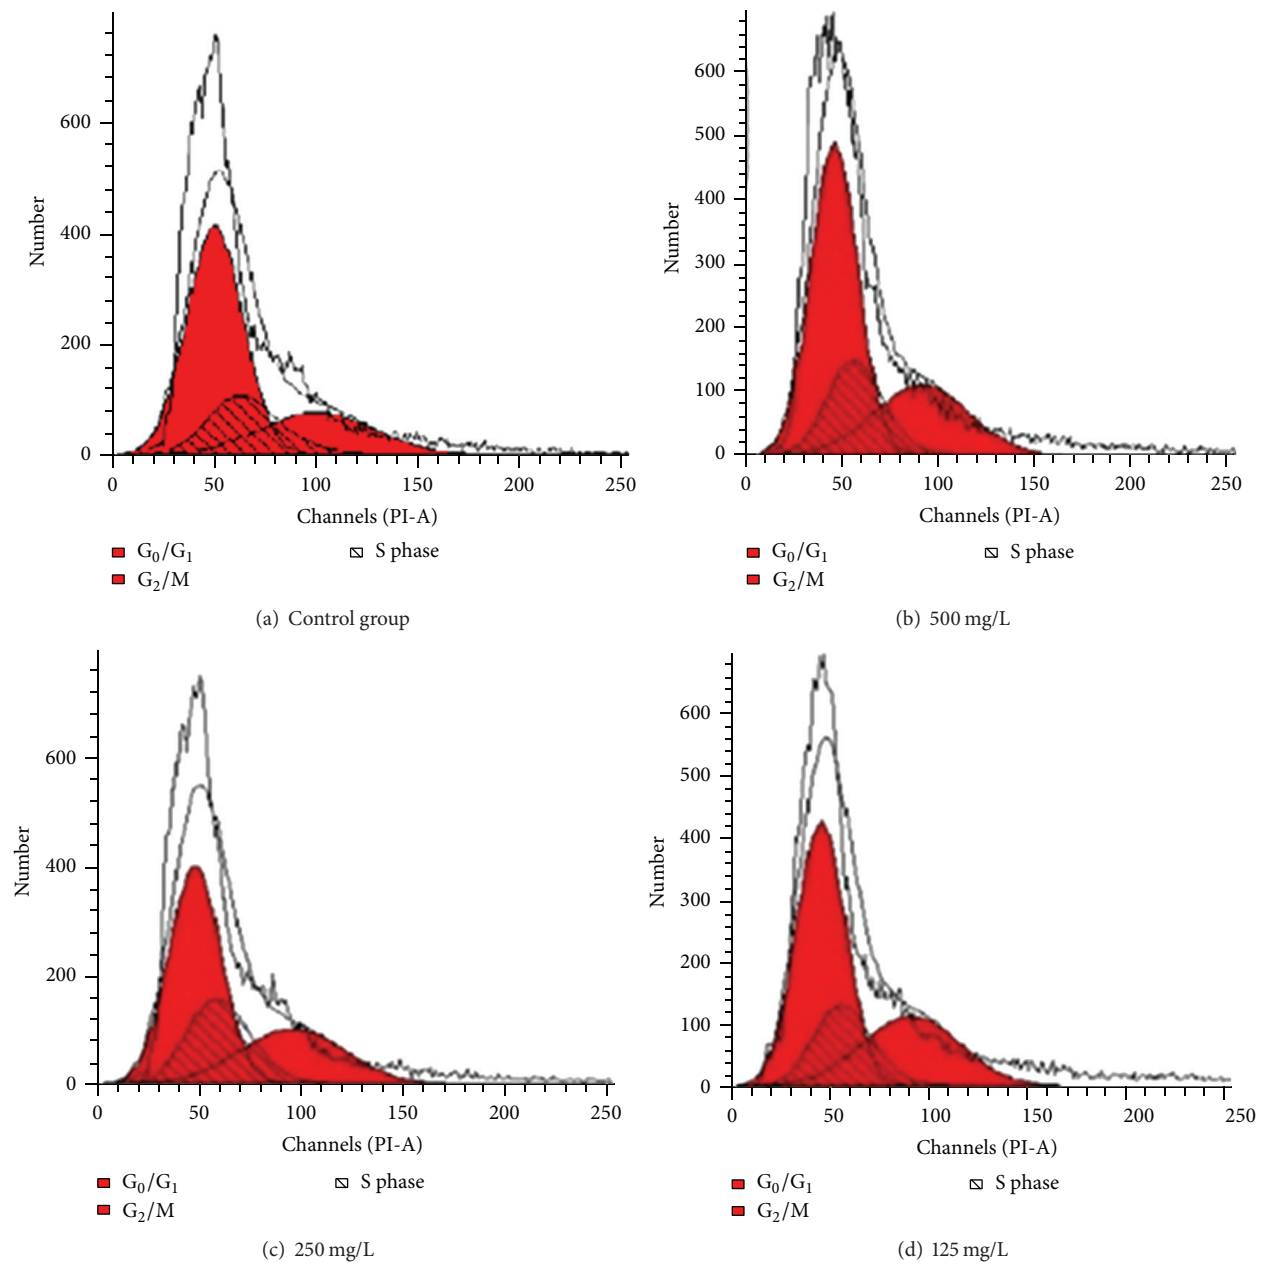 600
400
200
0
Number
0 50 100 150 200 250
Channels (PI-A)
G₀/G₁ S phase
G₂/M
(a) Control group
600
500
400
300
200
100
0
Number
0 50 100 150 200 250
Channels (PI-A)
G₀/G₁ S phase
G₂/M
(b) 500 mg/L
600
400
200
0
Number
0 50 100 150 200 250
Channels (PI-A)
G₀/G₁ S phase
G₂/M
(c) 250 mg/L
600
500
400
300
200
100
0
Number
0 50 100 150 200 250
Channels (PI-A)
G₀/G₁ S phase
G₂/M
(d) 125 mg/L